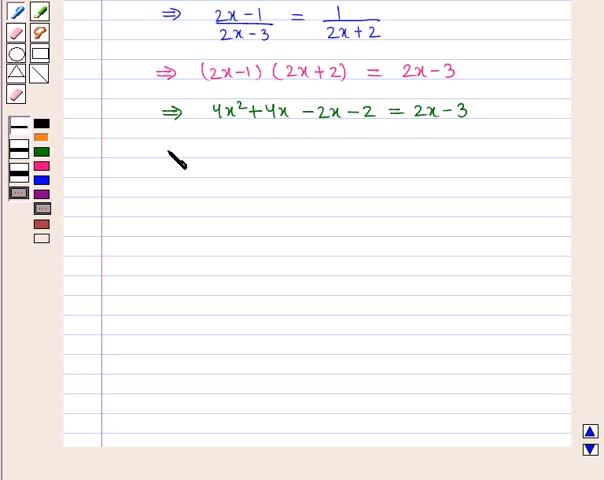 ⇒ (2x-1)/(2x-3) = 1/(2x+2)
⇒ (2x-1) (2x+2) = 2x-3
⇒ 4x²+4x -2x -2 = 2x-3